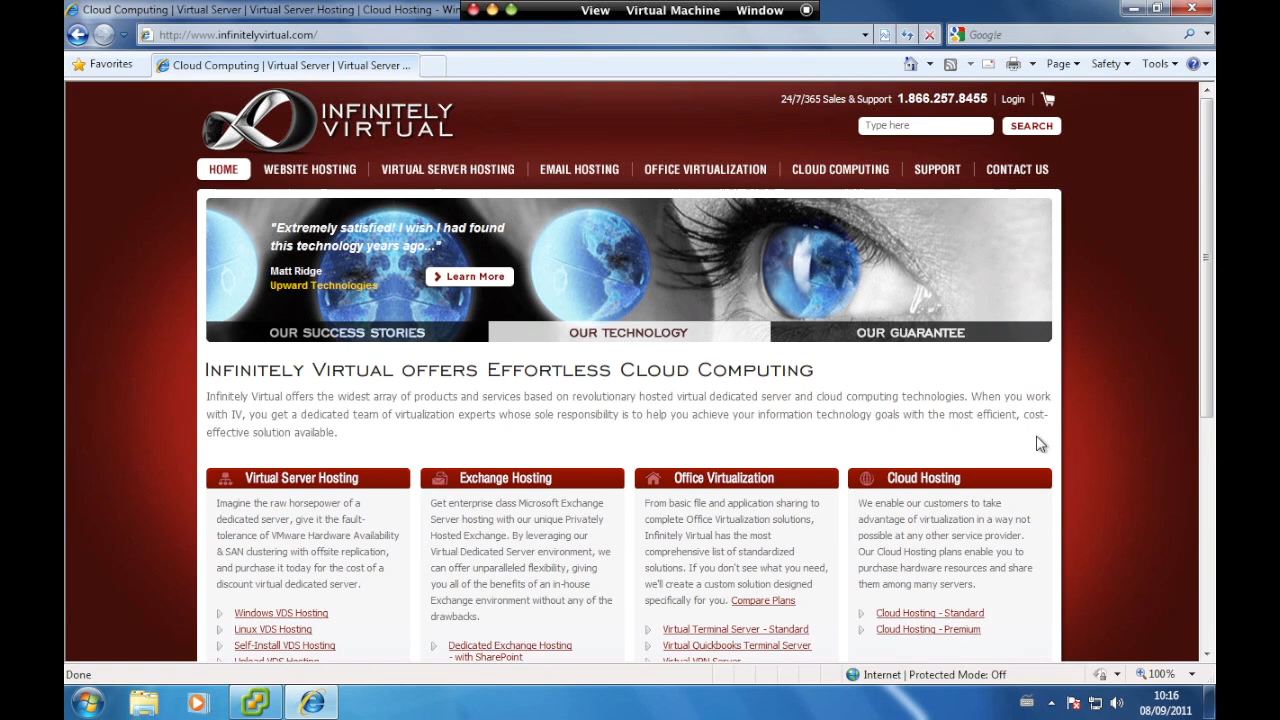 Cloud Computing | Virtual Server | Virtual Server Hosting | Cloud Hosting - Win
View Virtual Machine Window
http://www.infinitelyvirtual.com/
Google
Favorites
Cloud Computing | Virtual Server | Virtual Server ...
Page Safety Tools
INFINITELY
VIRTUAL
24/7/365 Sales & Support 1.866.257.8455 | Login
Type here
SEARCH
HOME
WEBSITE HOSTING
VIRTUAL SERVER HOSTING
EMAIL HOSTING
OFFICE VIRTUALIZATION
CLOUD COMPUTING
SUPPORT
CONTACT US
"Extremely satisfied! I wish I had found
this technology years ago..."
Matt Ridge
Upward Technologies
Learn More
OUR SUCCESS STORIES
OUR TECHNOLOGY
OUR GUARANTEE
INFINITELY VIRTUAL OFFERS EFFORTLESS CLOUD COMPUTING
Infinitely Virtual offers the widest array of products and services based on revolutionary hosted virtual dedicated server and cloud computing technologies. When you work
with IV, you get a dedicated team of virtualization experts whose sole responsibility is to help you achieve your information technology goals with the most efficient, cost-
effective solution available.
Virtual Server Hosting
Imagine the raw horsepower of a
dedicated server, give it the fault-
tolerance of VMware Hardware Availability
& SAN clustering with offsite replication,
and purchase it today for the cost of a
discount virtual dedicated server.
Windows VDS Hosting
Linux VDS Hosting
Self-Install VDS Hosting
Upload VDS Hosting
Exchange Hosting
Get enterprise class Microsoft Exchange
Server hosting with our unique Privately
Hosted Exchange. By leveraging our
Virtual Dedicated Server environment, we
can offer unparalleled flexibility, giving
you all of the benefits of an in-house
Exchange environment without any of the
drawbacks.
Dedicated Exchange Hosting
- with SharePoint
Office Virtualization
From basic file and application sharing to
complete Office Virtualization solutions,
Infinitely Virtual has the most
comprehensive list of standardized
solutions. If you don't see what you need,
we'll create a custom solution designed
specifically for you. Compare Plans
Virtual Terminal Server - Standard
Virtual Quickbooks Terminal Server
Virtual VPN Server
Cloud Hosting
We enable our customers to take
advantage of virtualization in a way not
possible at any other service provider.
Our Cloud Hosting plans enable you to
purchase hardware resources and share
them among many servers.
Cloud Hosting - Standard
Cloud Hosting - Premium
Done
Internet | Protected Mode: Off
100%
10:16
08/09/2011